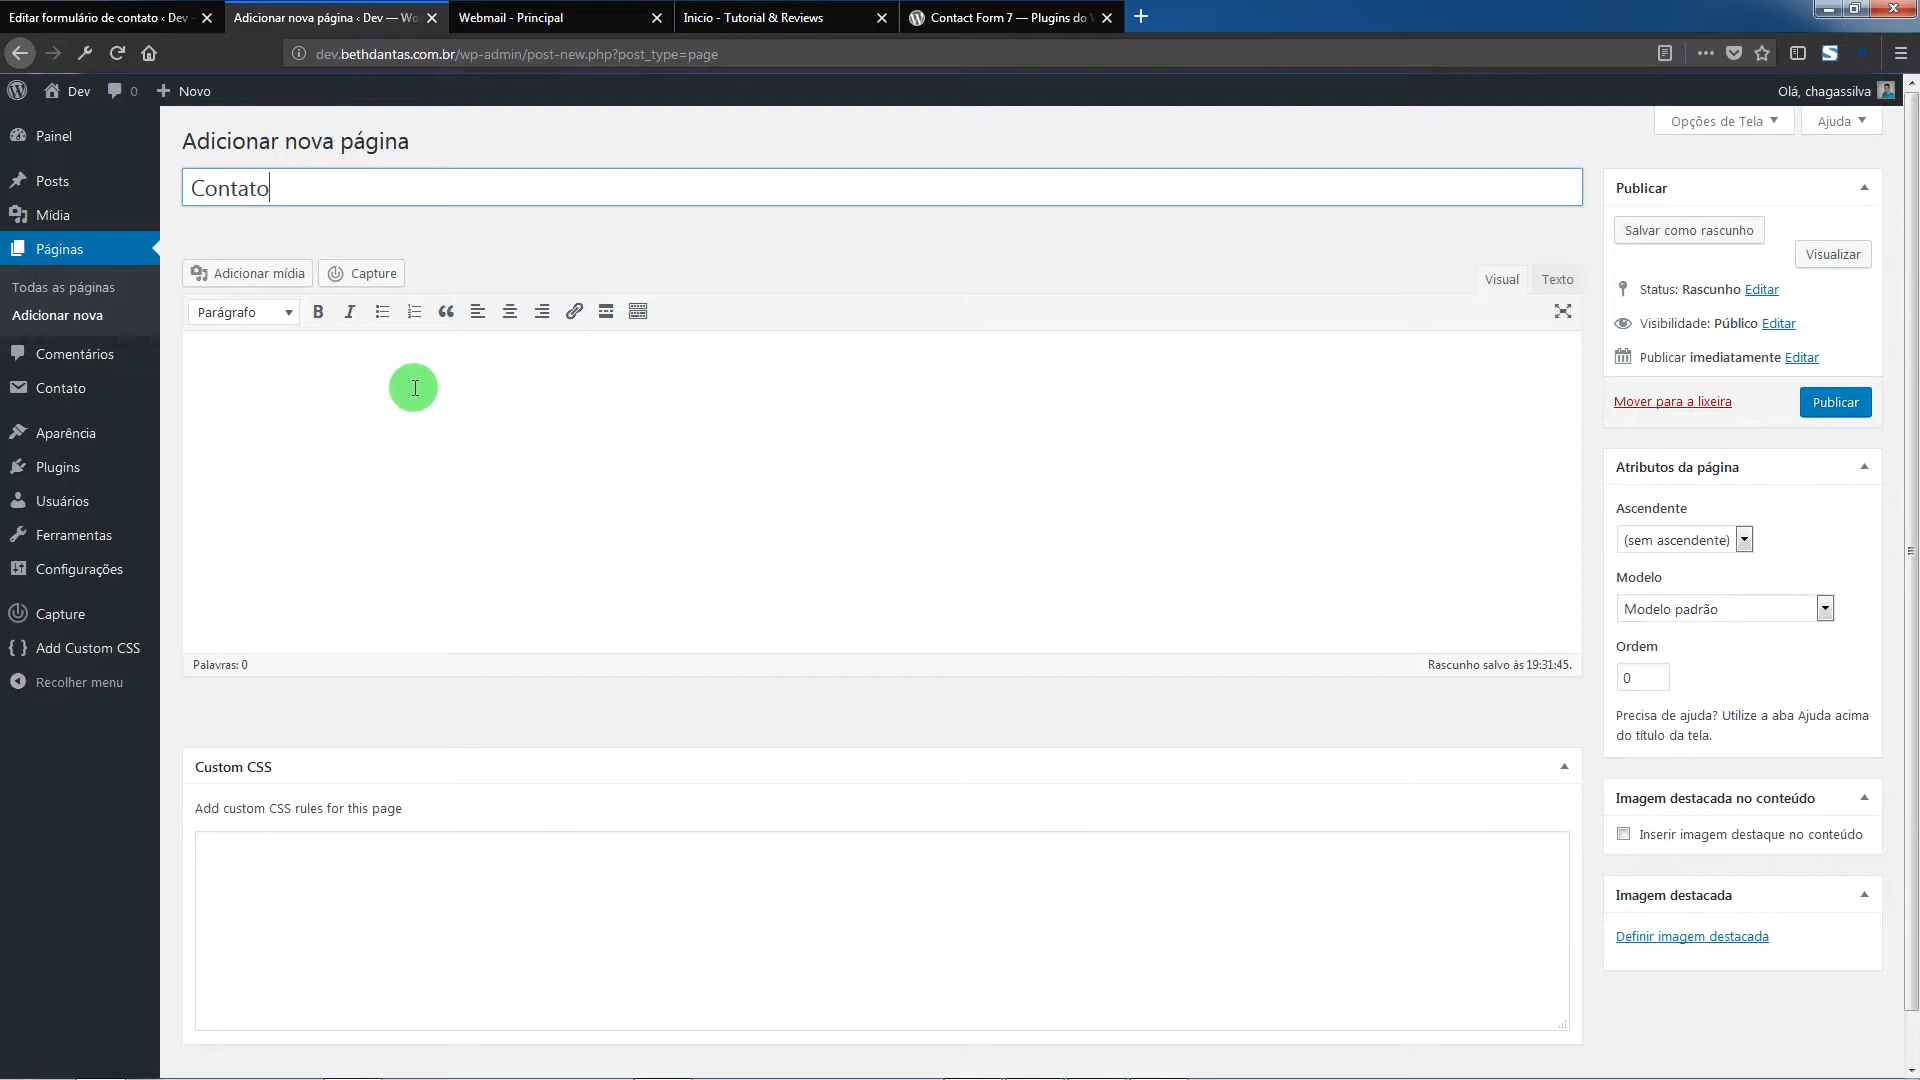 Editar formulário de contato ‹ Dev —
Adicionar nova página ‹ Dev — Wo
Webmail - Principal
Inicio - Tutorial & Reviews
Contact Form 7 — Plugins do W
dev.bethdantas.com.br/wp-admin/post-new.php?post_type=page
Dev
0
Novo
Olá, chagassilva
Opções de Tela
Ajuda
Painel
Posts
Mídia
Páginas
Todas as páginas
Adicionar nova
Comentários
Contato
Aparência
Plugins
Usuários
Ferramentas
Configurações
Capture
Add Custom CSS
Recolher menu
Adicionar nova página
Contato
Adicionar mídia
Capture
Visual
Texto
Parágrafo
Palavras: 0
Rascunho salvo às 19:31:45.
Custom CSS
Add custom CSS rules for this page
Publicar
Salvar como rascunho
Visualizar
Status: Rascunho Editar
Visibilidade: Público Editar
Publicar imediatamente Editar
Mover para a lixeira
Publicar
Atributos da página
Ascendente
(sem ascendente)
Modelo
Modelo padrão
Ordem
0
Precisa de ajuda? Utilize a aba Ajuda acima
do título da tela.
Imagem destacada no conteúdo
Inserir imagem destaque no conteúdo
Imagem destacada
Definir imagem destacada